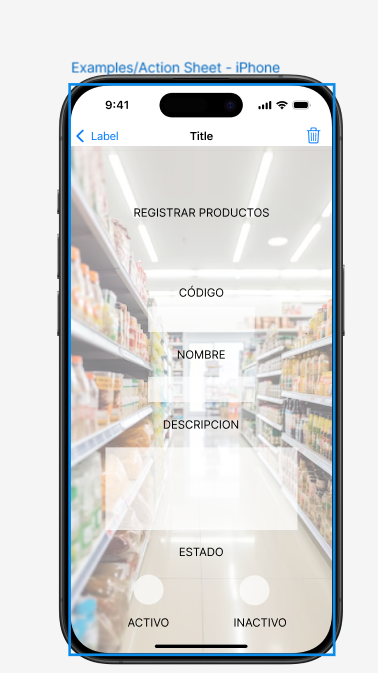 Examples/Action Sheet - iPhone
9:41
Label
Title
REGISTRAR PRODUCTOS
CÓDIGO
NOMBRE
DESCRIPCION
ESTADO
ACTIVO
INACTIVO